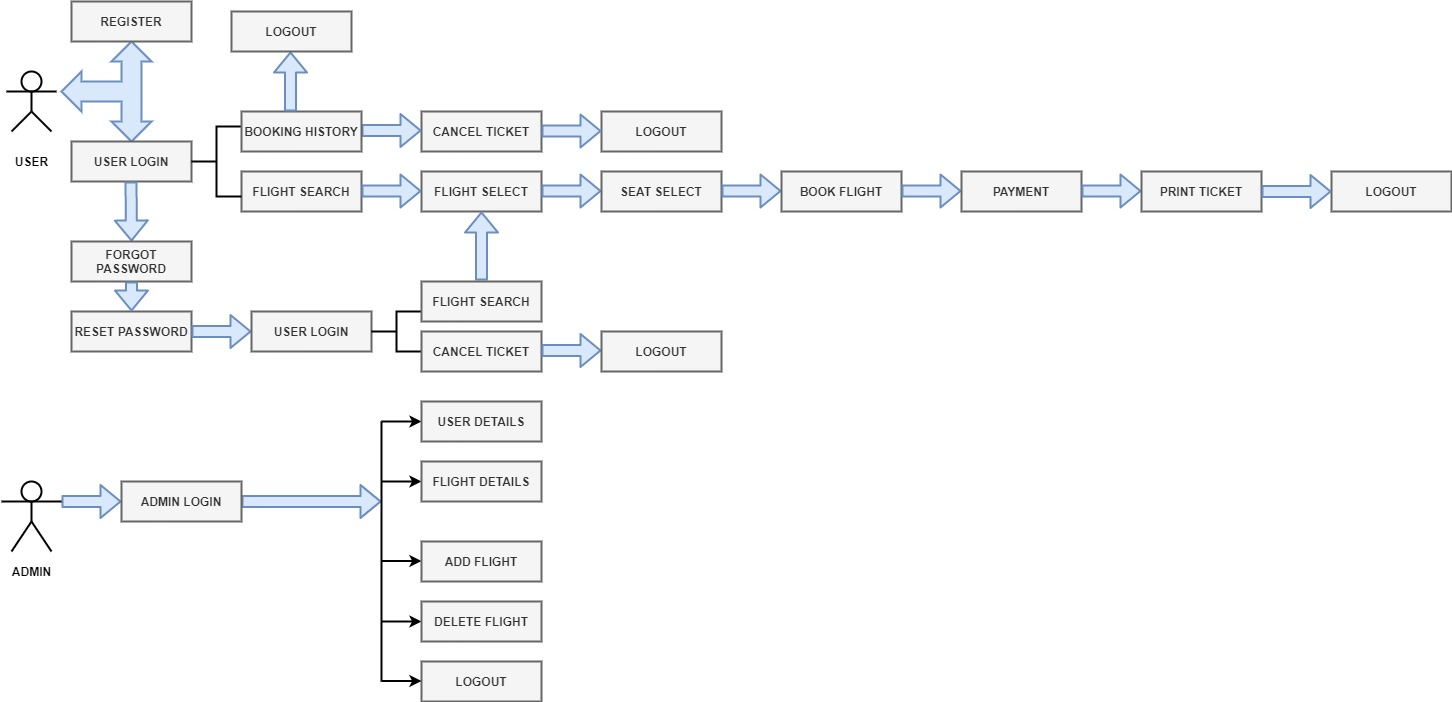 REGISTER
LOGOUT
BOOKING HISTORY
CANCEL TICKET
LOGOUT
USER
USER LOGIN
FLIGHT SEARCH
FLIGHT SELECT
SEAT SELECT
BOOK FLIGHT
PAYMENT
PRINT TICKET
LOGOUT
FORGOT
PASSWORD
FLIGHT SEARCH
RESET PASSWORD
USER LOGIN
CANCEL TICKET
LOGOUT
USER DETAILS
FLIGHT DETAILS
ADMIN LOGIN
ADD FLIGHT
ADMIN
DELETE FLIGHT
LOGOUT